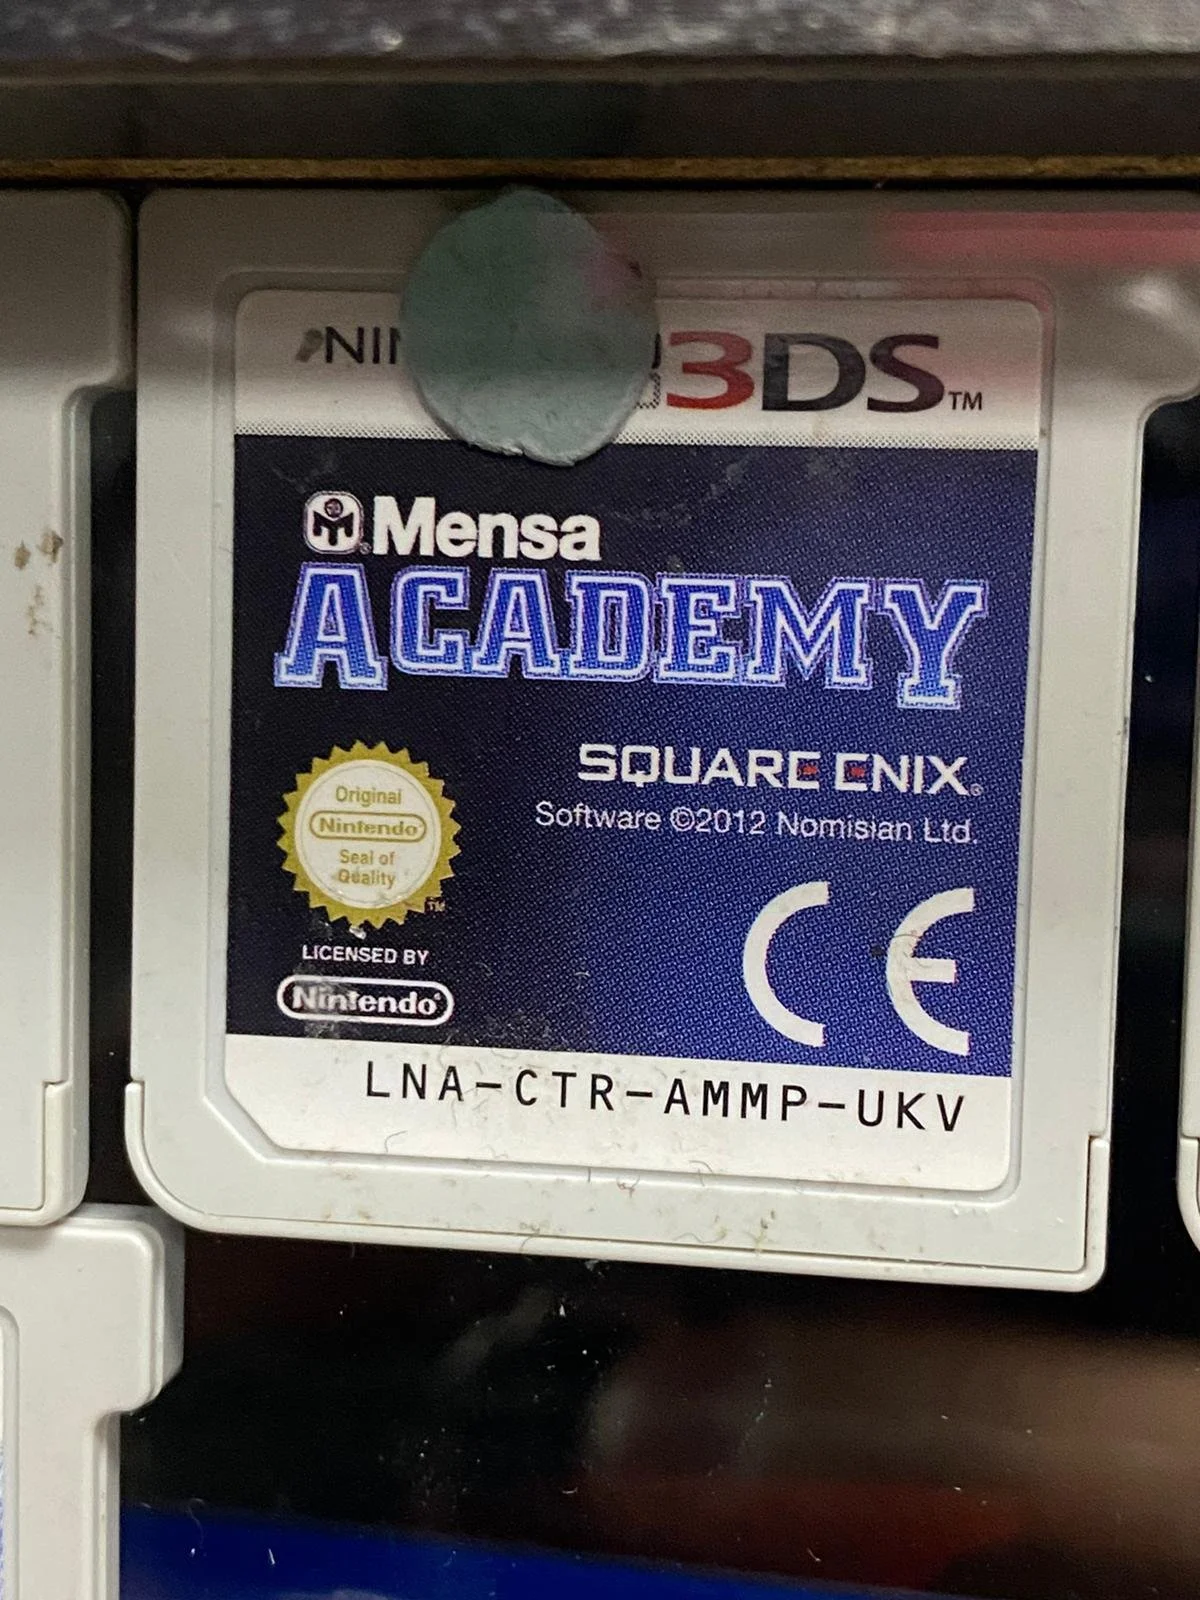 3DS™
Mensa
ACADEMY
SQUARE ENIX®
Software ©2012 Nomisian Ltd.
Original
Nintendo
Seal of
Quality
TM
LICENSED BY
Nintendo®
CE
LNA-CTR-AMMP-UKV